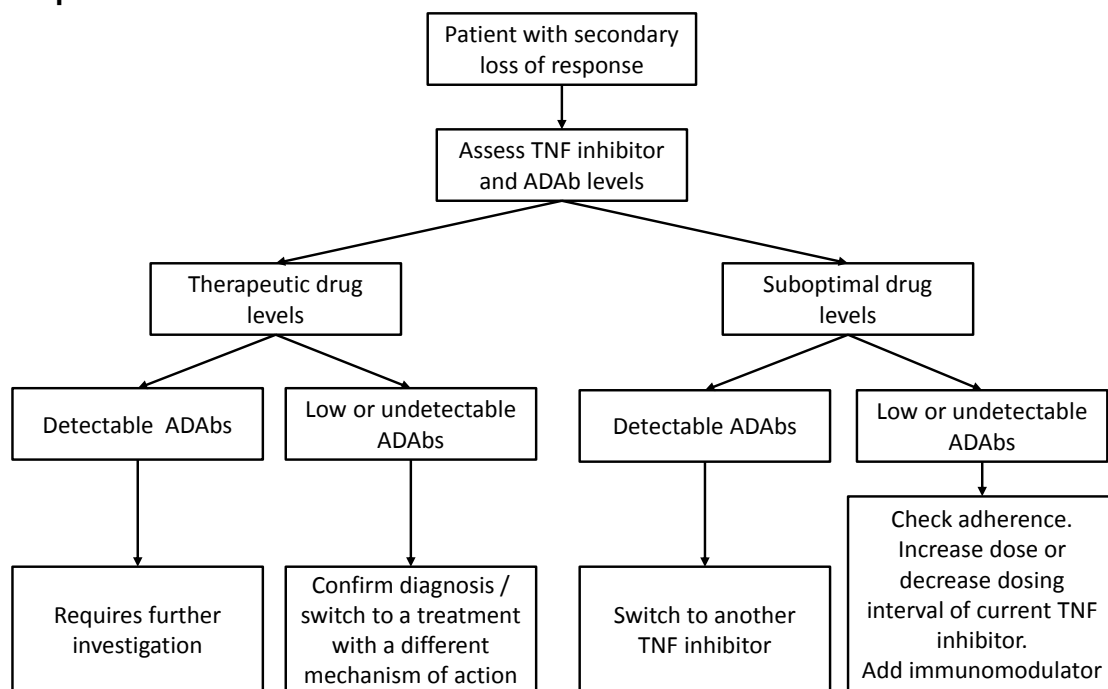 Patient with secondary
loss of response
Assess TNF inhibitor
and ADAb levels
Therapeutic drug
levels
Suboptimal drug
levels
Detectable  ADAbs
Low or undetectable
ADAbs
Detectable ADAbs
Low or undetectable
ADAbs
Requires further
investigation
Confirm diagnosis /
switch to a treatment
with a different
mechanism of action
Switch to another
TNF inhibitor
Check adherence.
Increase dose or
decrease dosing
interval of current TNF
inhibitor.
Add immunomodulator